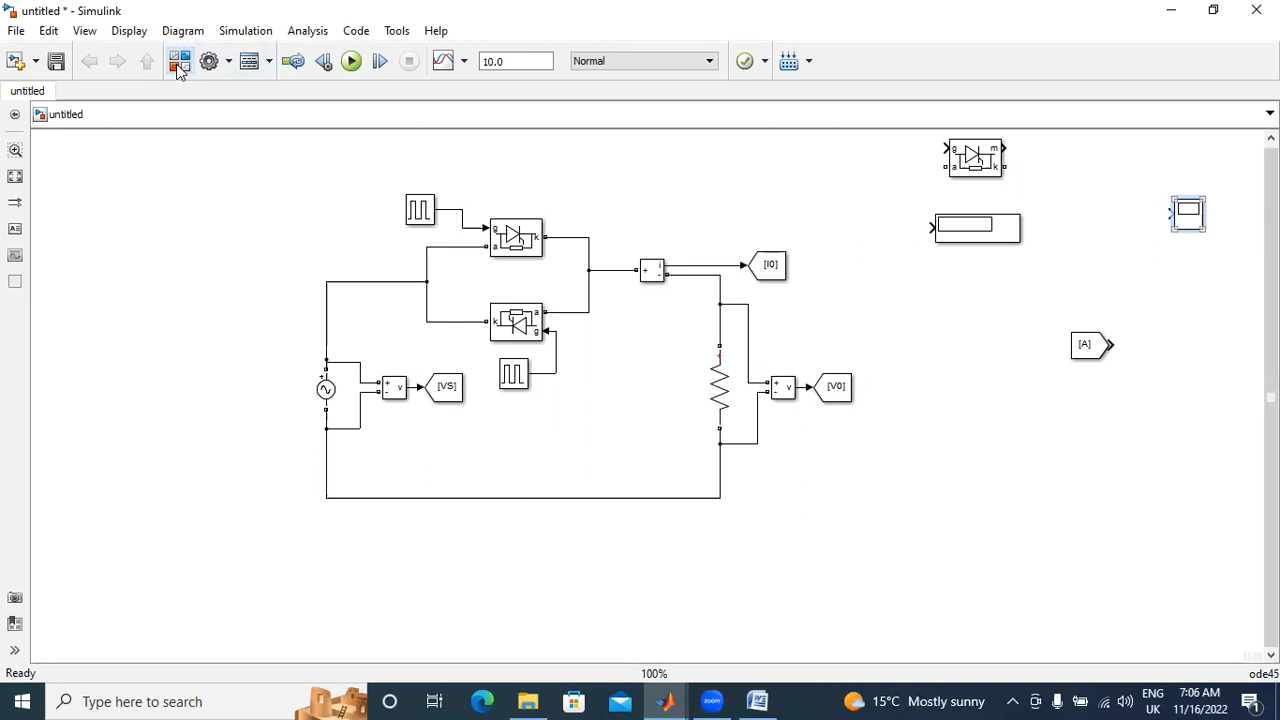 untitled * - Simulink
File Edit View Display Diagram Simulation Analysis Code Tools Help
10.0 Normal
untitled
untitled
g m
a k
g k
a
+ i
-
[I0]
k a
g
[A]
+
+
- v
[VS]
+
+
- v
[V0]
Ready 100% ode45
Type here to search
zoom
15°C Mostly sunny
ENG
UK
7:06 AM
11/16/2022
1